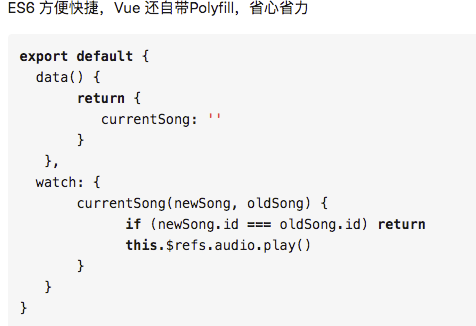 ES6 方便快捷，Vue 还自带Polyfill，省心省力
export default {
  data() {
       return {
          currentSong: ''
       }
   },
  watch: {
       currentSong(newSong, oldSong) {
             if (newSong.id === oldSong.id) return
             this.$refs.audio.play()
       }
   }
}